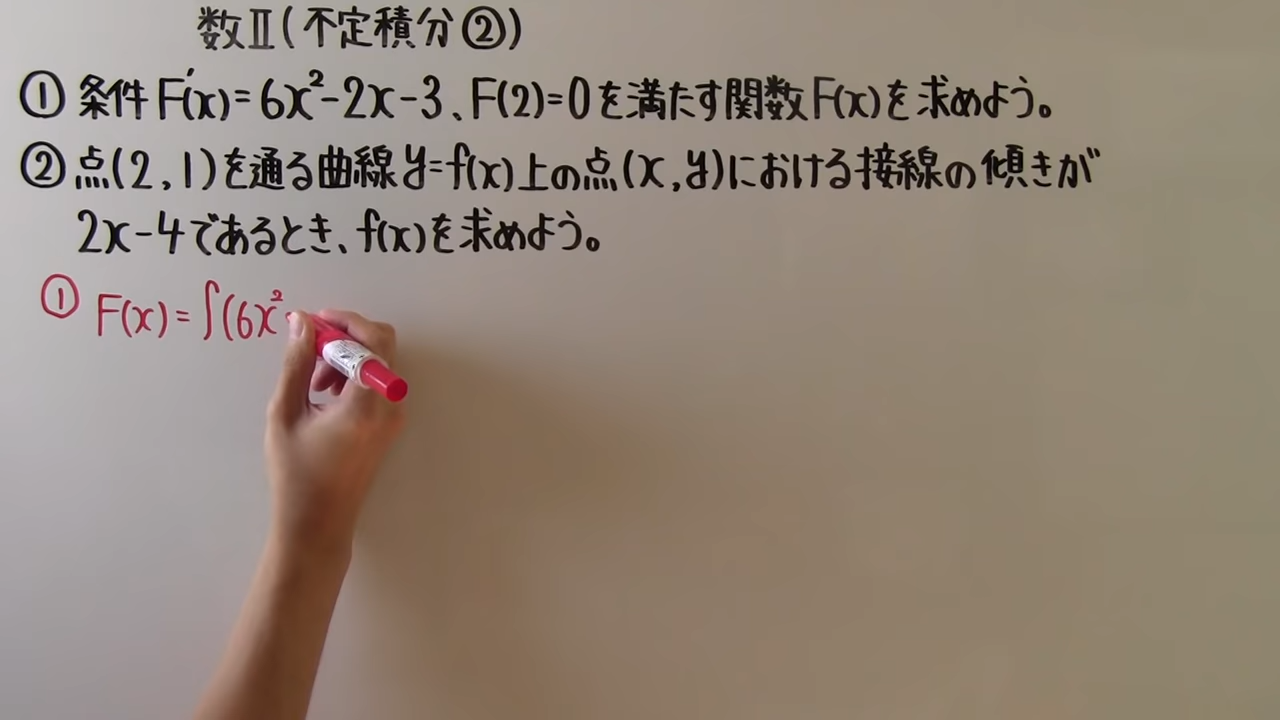 数Ⅱ(不定積分②)
① 条件F'(x)=6x²-2x-3、F(2)=0を満たす関数F(x)を求めよう。
② 点(2,1)を通る曲線y=f(x)上の点(x,y)における接線の傾きが
2x-4であるとき、f(x)を求めよう。
① F(x)=∫(6x²